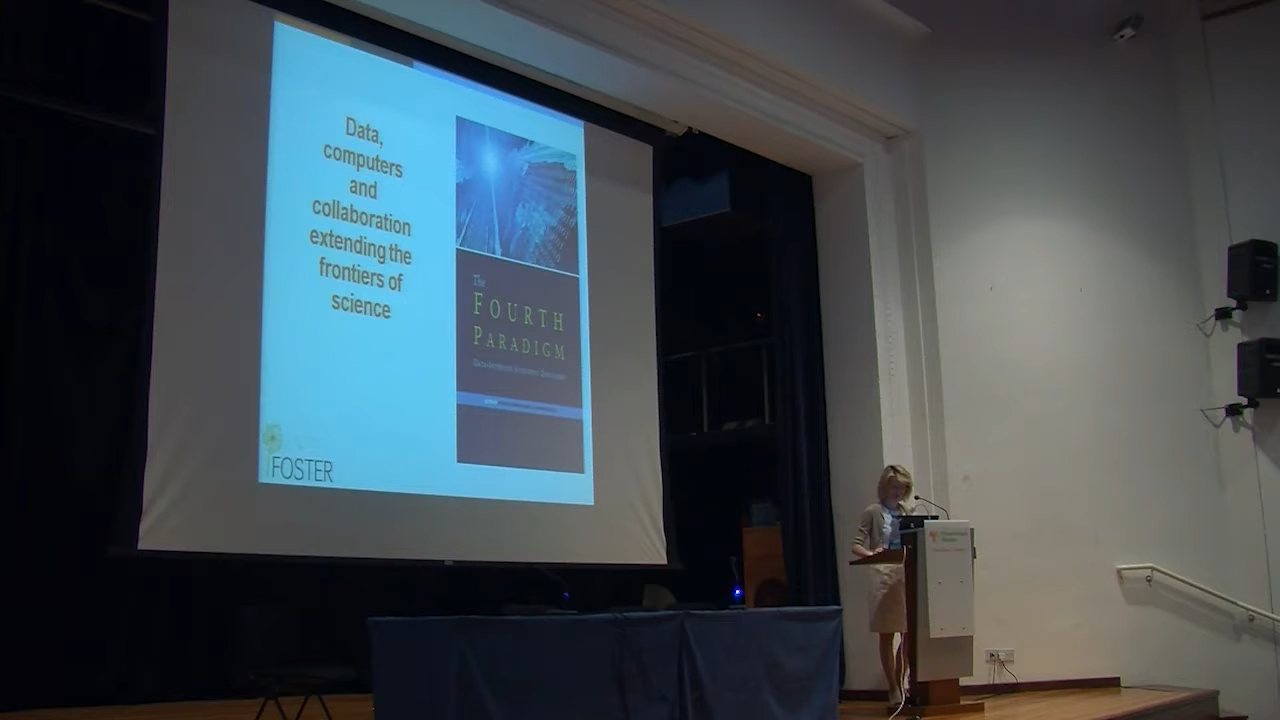 Data,
computers
and
collaboration
extending the
frontiers of
science
The
FOURTH
PARADIGM
FOSTER